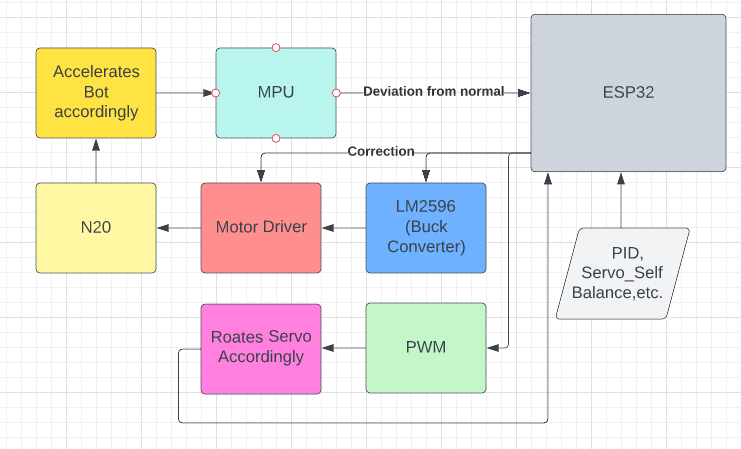 Accelerates
Bot
accordingly
MPU
Deviation from normal
ESP32
Correction
N20
Motor Driver
LM2596
(Buck
Converter)
PID,
Servo_Self
Balance,etc.
Roates Servo
Accordingly
PWM